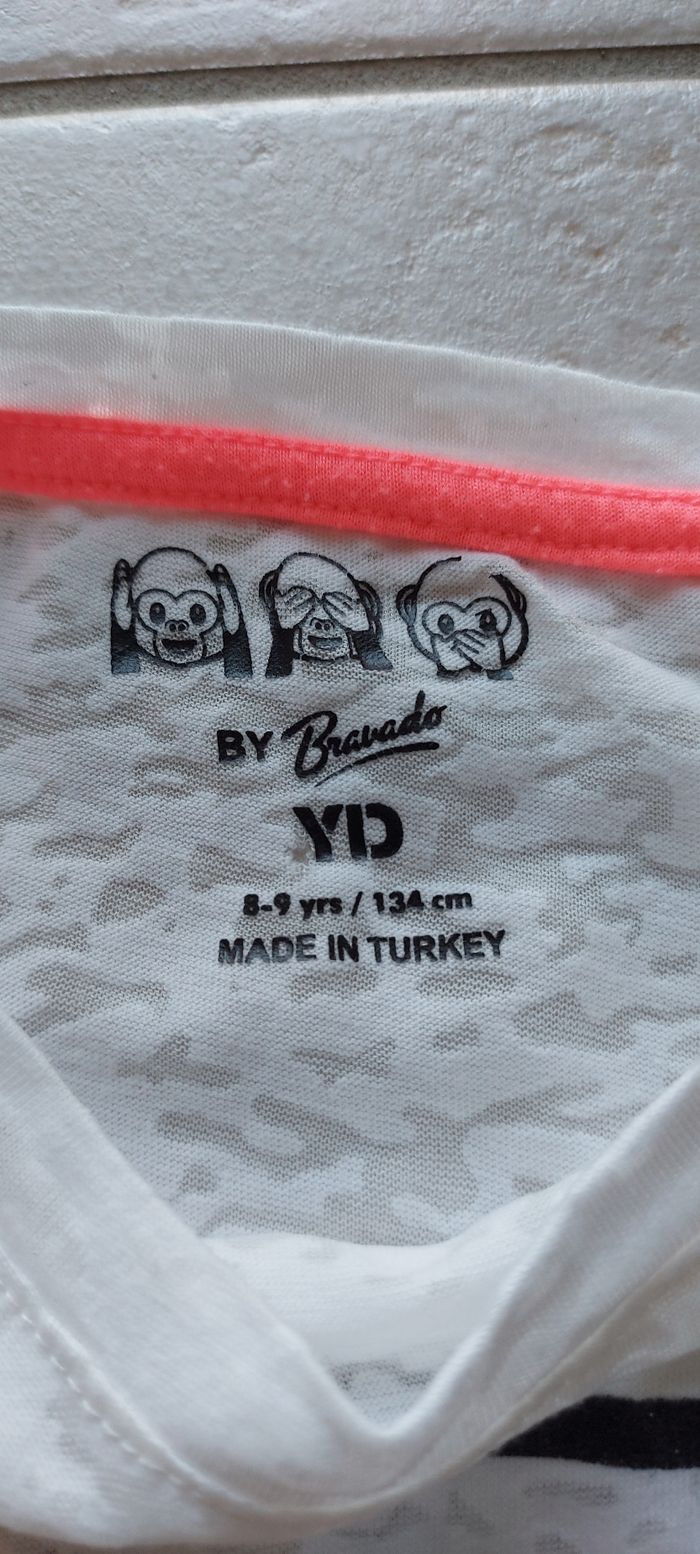 BY Bravado
YD
8-9 yrs / 134 cm
MADE IN TURKEY